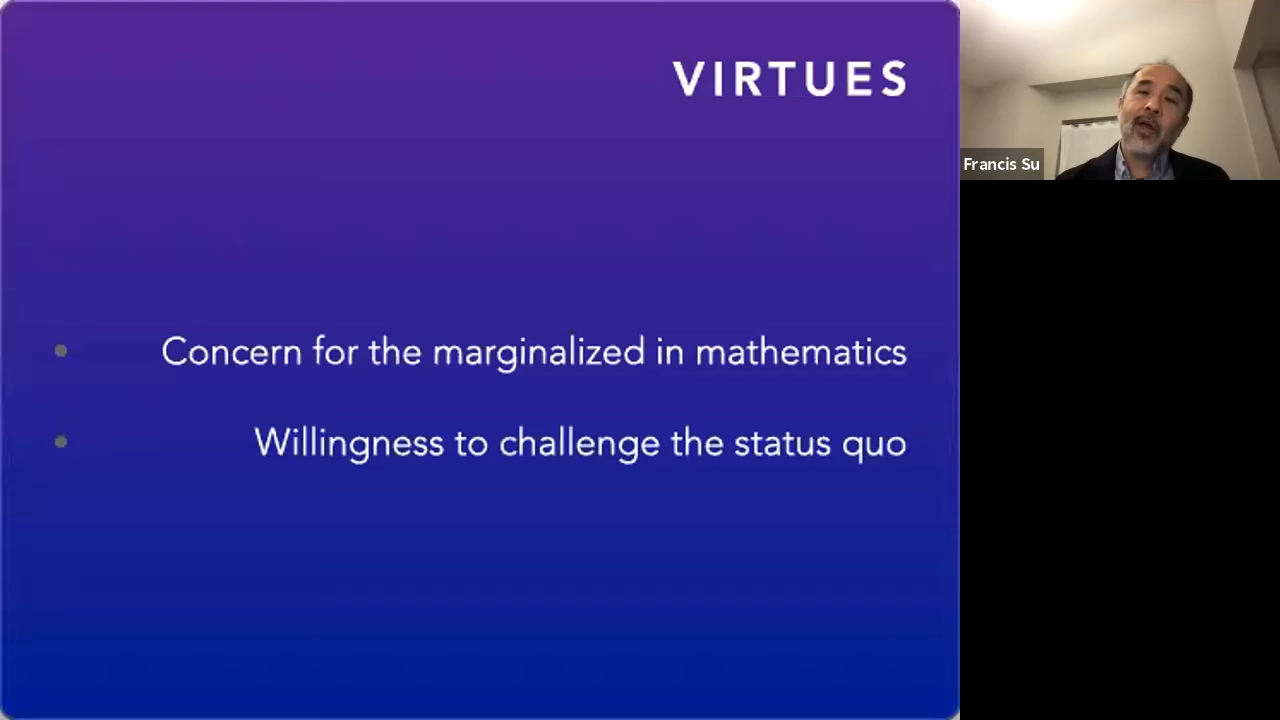 VIRTUES
Concern for the marginalized in mathematics
Willingness to challenge the status quo
Francis Su